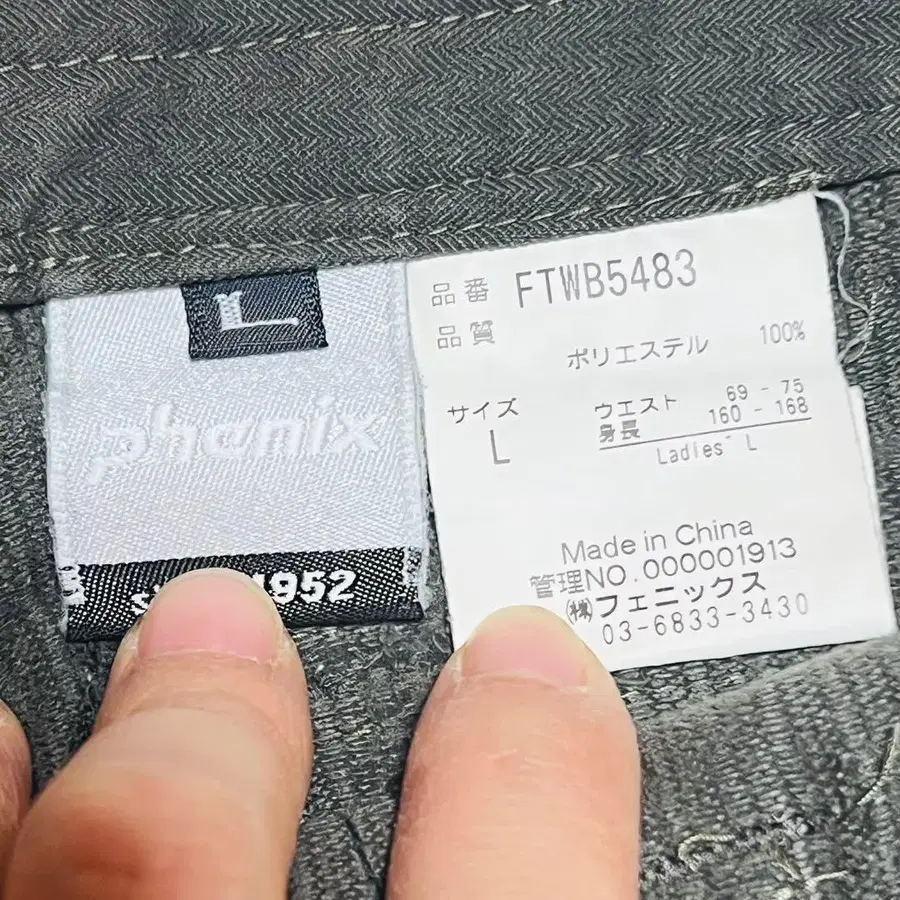 L
phenix
1952
品番 FTWB5483
品質
ポリエステル 100%
サイズ
L
ウエスト 69 - 75
身長 160 - 168
Ladies' L
Made in China
管理NO.000001913
㈱フェニックス
03-6833-3430